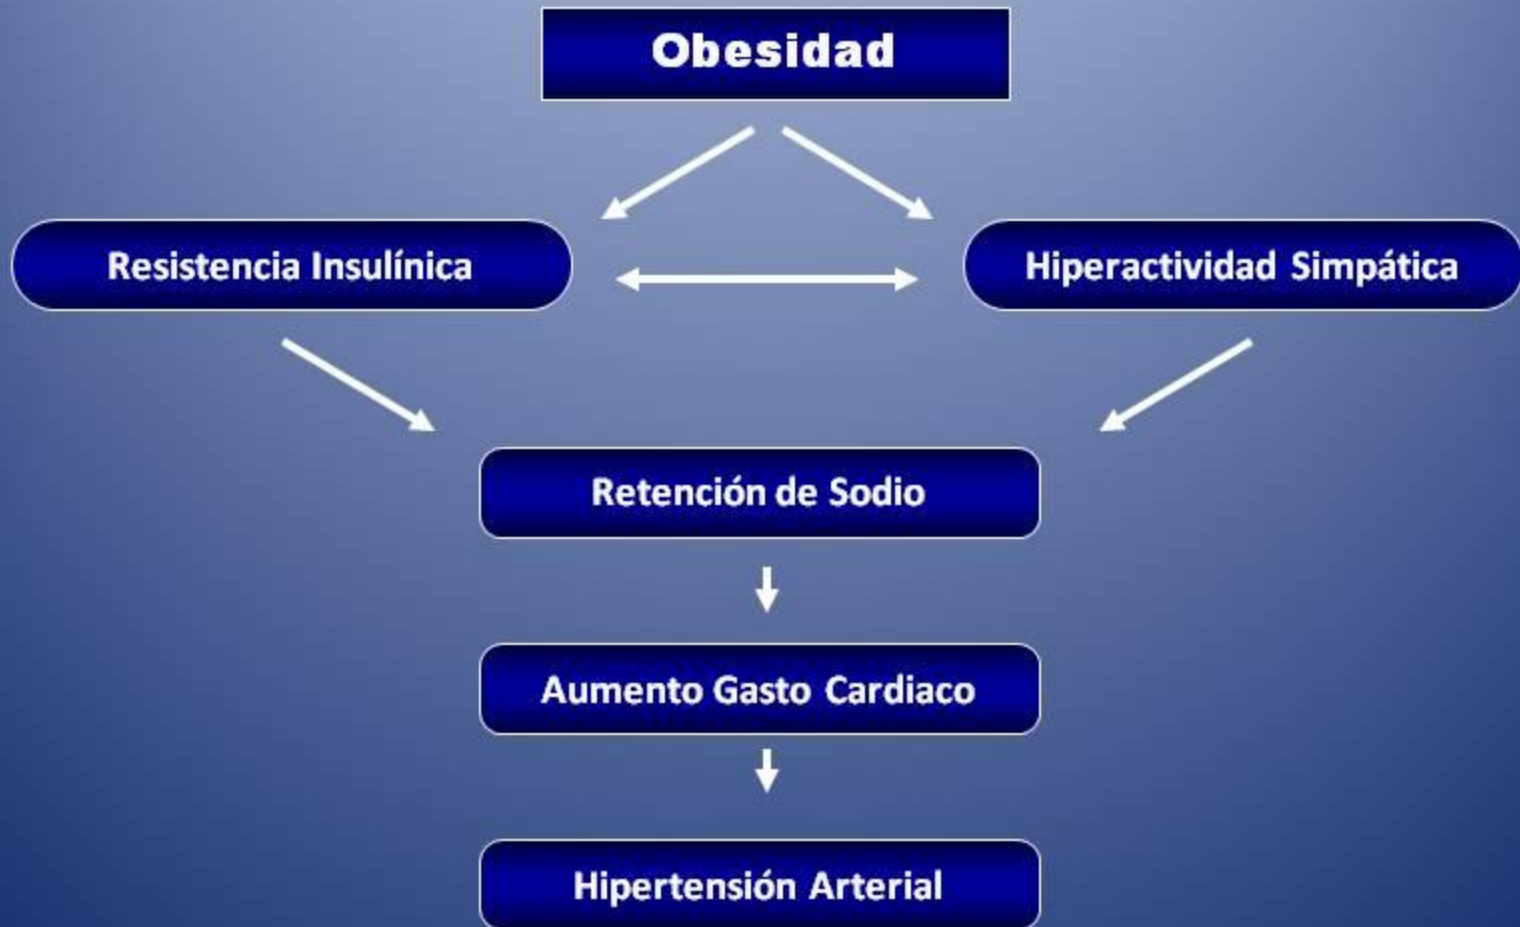 Obesidad
Resistencia Insulínica
Hiperactividad Simpática
Retención de Sodio
Aumento Gasto Cardiaco
Hipertensión Arterial